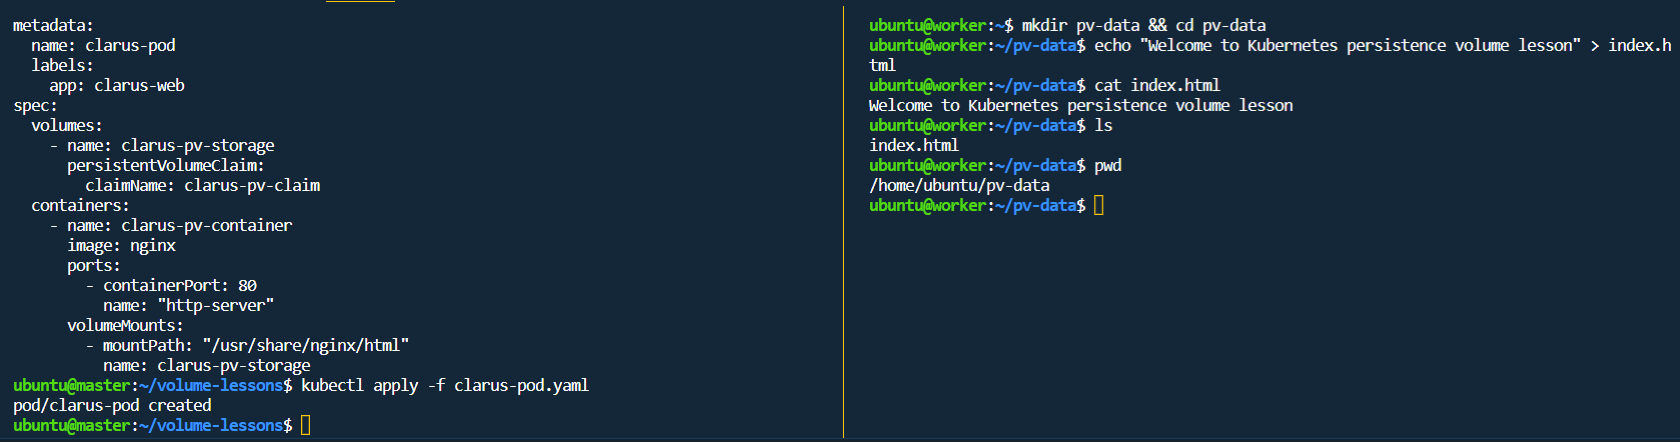 metadata:
  name: clarus-pod
  labels:
    app: clarus-web
spec:
  volumes:
    - name: clarus-pv-storage
      persistentVolumeClaim:
        claimName: clarus-pv-claim
  containers:
    - name: clarus-pv-container
      image: nginx
      ports:
        - containerPort: 80
          name: "http-server"
      volumeMounts:
        - mountPath: "/usr/share/nginx/html"
          name: clarus-pv-storage
ubuntu@master:~/volume-lessons$ kubectl apply -f clarus-pod.yaml
pod/clarus-pod created
ubuntu@master:~/volume-lessons$
ubuntu@worker:~$ mkdir pv-data && cd pv-data
ubuntu@worker:~/pv-data$ echo "Welcome to Kubernetes persistence volume lesson" > index.h
tml
ubuntu@worker:~/pv-data$ cat index.html
Welcome to Kubernetes persistence volume lesson
ubuntu@worker:~/pv-data$ ls
index.html
ubuntu@worker:~/pv-data$ pwd
/home/ubuntu/pv-data
ubuntu@worker:~/pv-data$